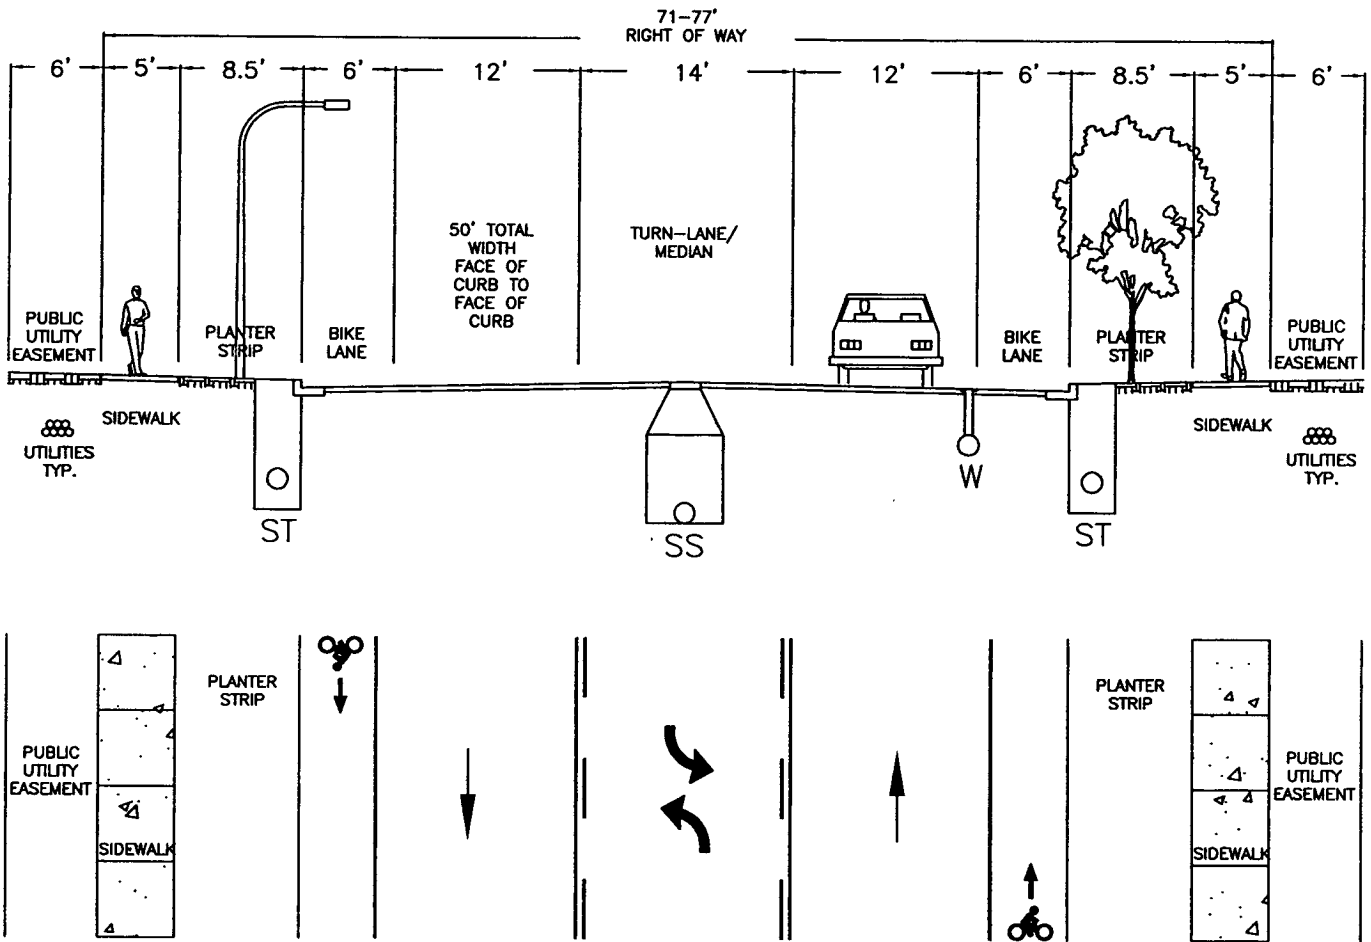 71–77'
RIGHT OF WAY
6' 5' 8.5' 6' 12' 14' 12' 6' 8.5' 5' 6'
50' TOTAL
WIDTH
FACE OF
CURB TO
FACE OF
CURB
TURN–LANE/
MEDIAN
PUBLIC
UTILITY
EASEMENT
PLANTER
STRIP
BIKE
LANE
BIKE
LANE
PLANTER
STRIP
PUBLIC
UTILITY
EASEMENT
SIDEWALK
SIDEWALK
UTILITIES
TYP.
UTILITIES
TYP.
ST
SS
W
ST
PLANTER
STRIP
PLANTER
STRIP
PUBLIC
UTILITY
EASEMENT
PUBLIC
UTILITY
EASEMENT
SIDEWALK
SIDEWALK